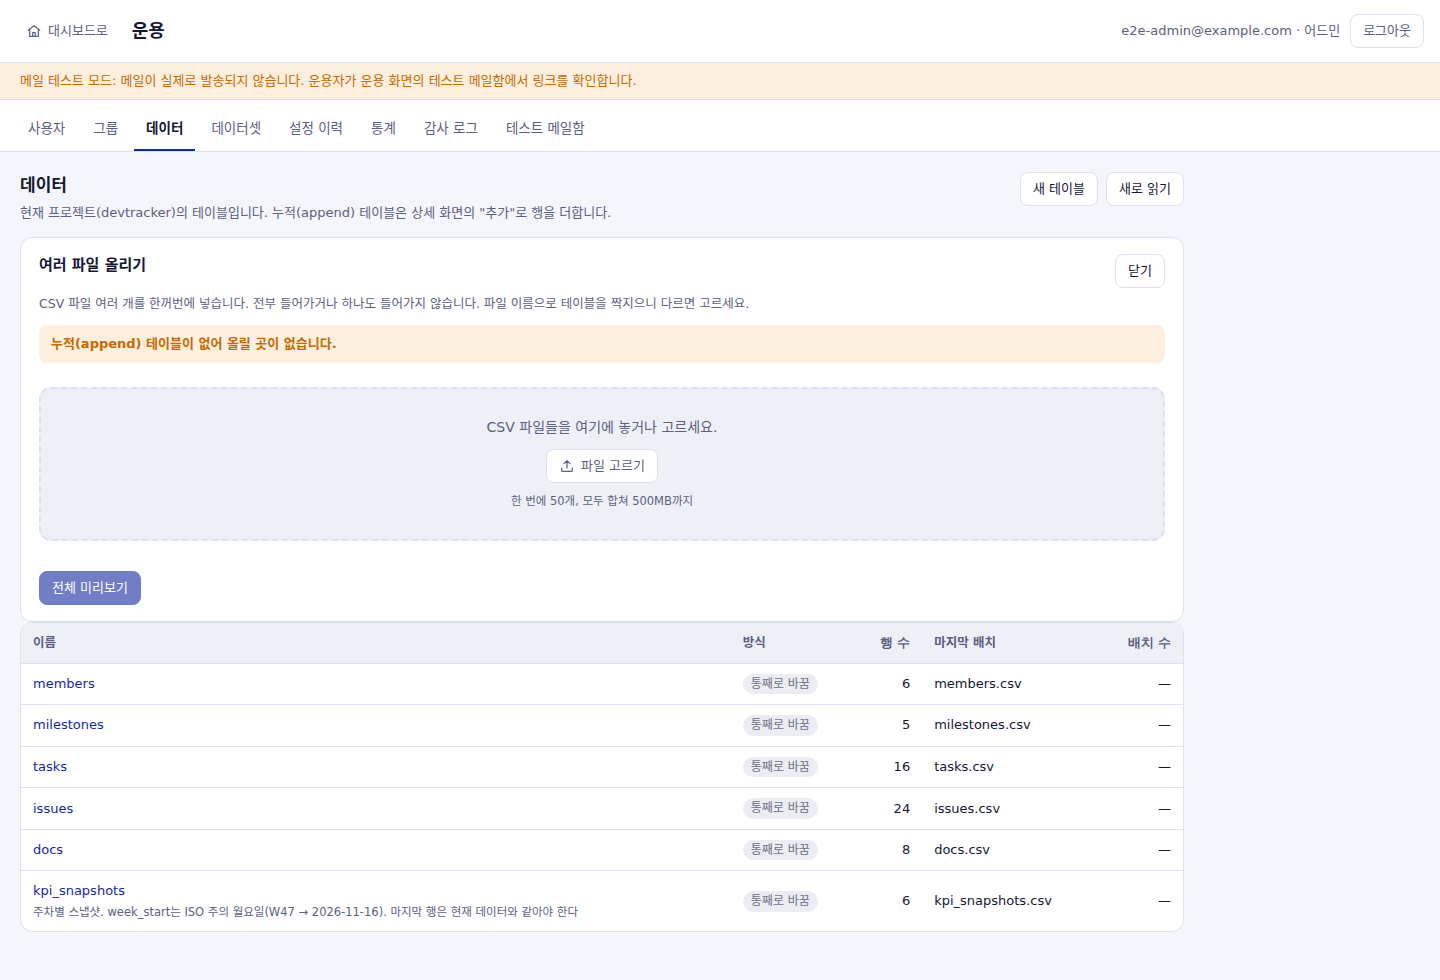 대시보드로 운용 e2e-admin@example.com · 어드민 로그아웃
메일 테스트 모드: 메일이 실제로 발송되지 않습니다. 운용자가 운용 화면의 테스트 메일함에서 링크를 확인합니다.
사용자 그룹 데이터 데이터셋 설정 이력 통계 감사 로그 테스트 메일함
데이터 새 테이블 새로 읽기
현재 프로젝트(devtracker)의 테이블입니다. 누적(append) 테이블은 상세 화면의 "추가"로 행을 더합니다.
여러 파일 올리기 닫기
CSV 파일 여러 개를 한꺼번에 넣습니다. 전부 들어가거나 하나도 들어가지 않습니다. 파일 이름으로 테이블을 짝지으니 다르면 고르세요.
누적(append) 테이블이 없어 올릴 곳이 없습니다.
CSV 파일들을 여기에 놓거나 고르세요.
파일 고르기
한 번에 50개, 모두 합쳐 500MB까지
전체 미리보기
이름 방식 행 수 마지막 배치 배치 수
members 통째로 바꿈 6 members.csv —
milestones 통째로 바꿈 5 milestones.csv —
tasks 통째로 바꿈 16 tasks.csv —
issues 통째로 바꿈 24 issues.csv —
docs 통째로 바꿈 8 docs.csv —
kpi_snapshots 통째로 바꿈 6 kpi_snapshots.csv —
주차별 스냅샷. week_start는 ISO 주의 월요일(W47 → 2026-11-16). 마지막 행은 현재 데이터와 같아야 한다